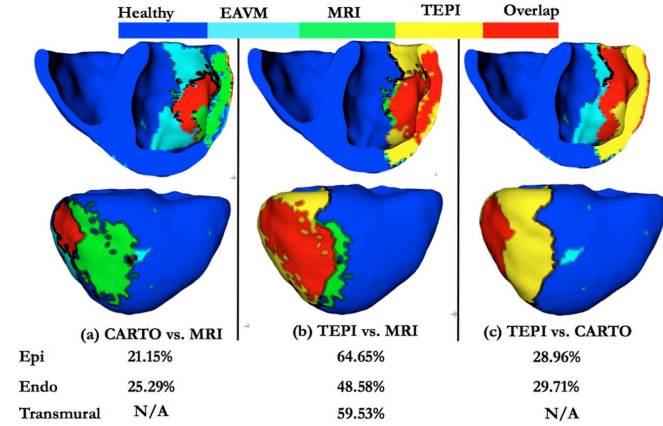 Healthy EAVM MRI TEPI Overlap
(a) CARTO vs. MRI (b) TEPI vs. MRI (c) TEPI vs. CARTO
Epi 21.15% 64.65% 28.96%
Endo 25.29% 48.58% 29.71%
Transmural N/A 59.53% N/A